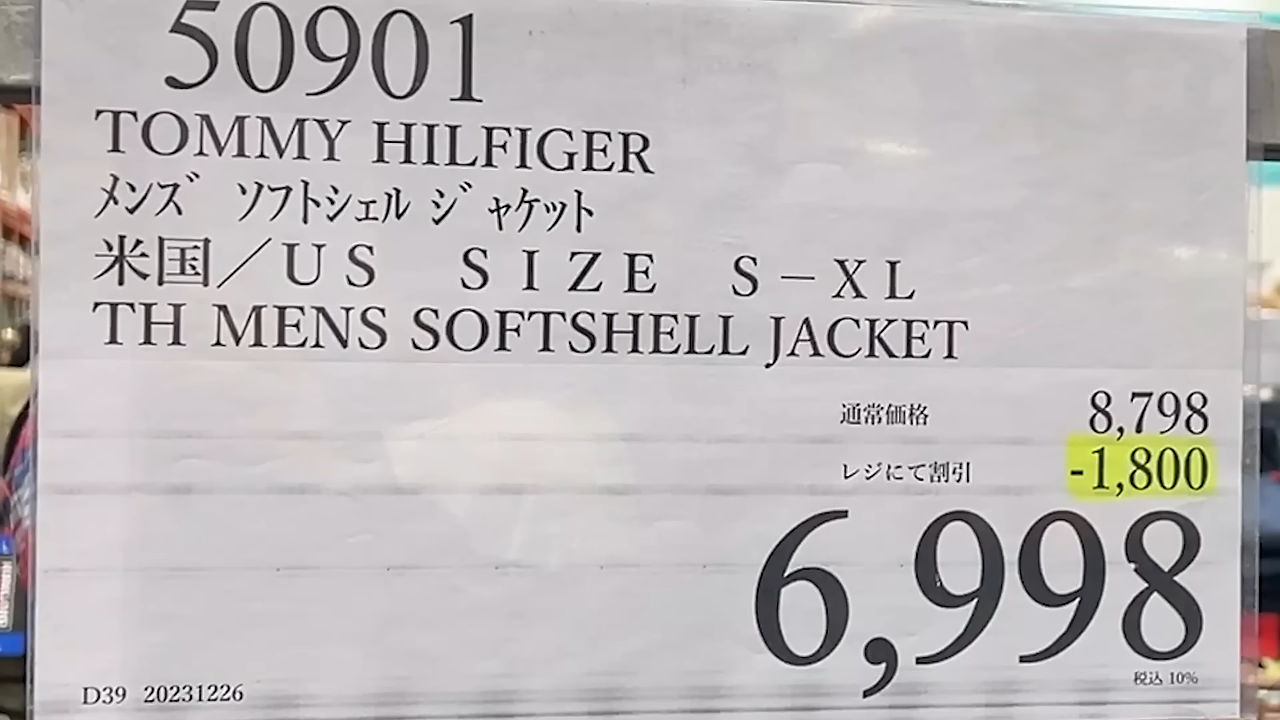 50901
TOMMY HILFIGER
メンズ ソフトシェル ジャケット
米国／US SIZE S－XL
TH MENS SOFTSHELL JACKET
通常価格 8,798
レジにて割引 -1,800
6,998
税込 10%
D39 20231226